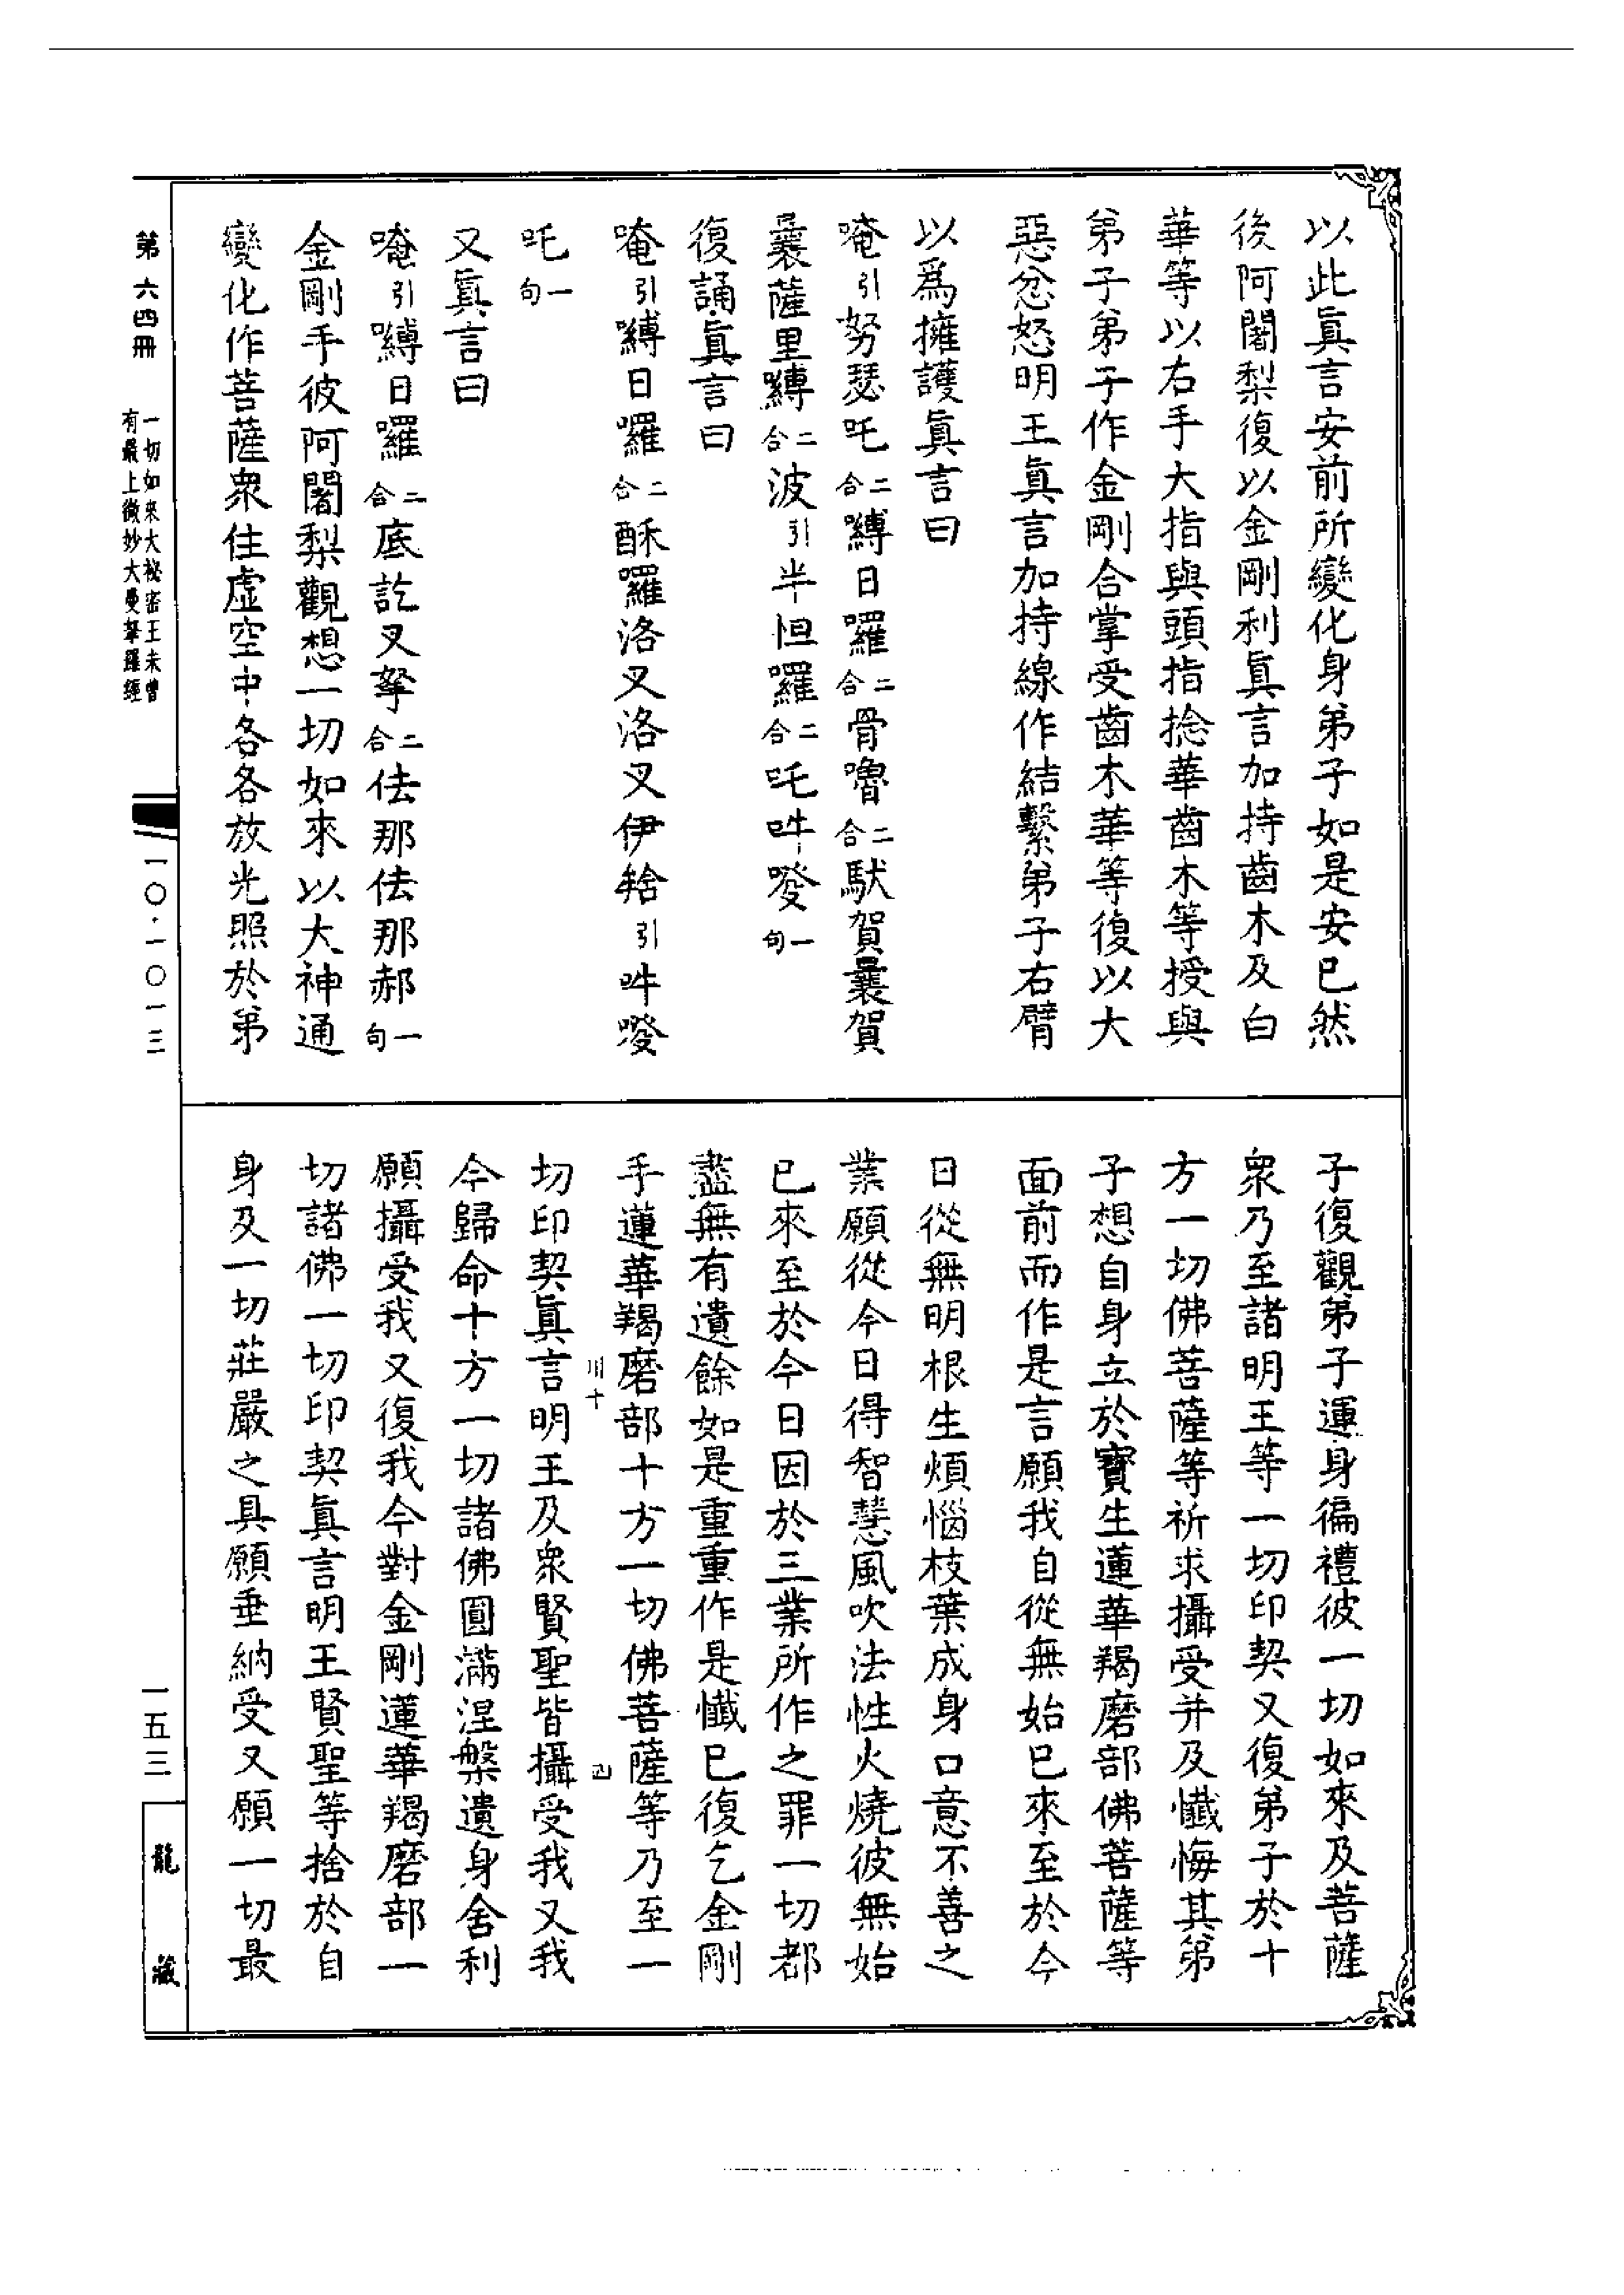 以此眞言安前所變化身弟子如是安已然
後阿闍梨復以金剛利眞言加持齒木及白
華等以右手大指與頭指捻華齒木等授與
弟子弟子作金剛合掌受齒木華等復以大
惡忿怒明王眞言加持線作結繫弟子右臂
以爲擁護眞言曰
唵引努瑟吒二合嚩日囉二合骨嚕二合馱賀曩賀
曩薩里嚩二合波引半怛囉二合吒吽癹一句
復誦眞言曰
唵引嚩日囉二合酥羅洛叉洛叉伊㘕引吽癹
吒一句
又眞言曰
唵引嚩日囉二合底訖叉拏二合佉那佉那郝一句
金剛手彼阿闍梨觀想一切如來以大神通
變化作菩薩衆住虛空中各各放光照於弟
子復觀弟子運身徧禮彼一切如來及菩薩
衆乃至諸明王等一切印契又復弟子於十
方一切佛菩薩等祈求攝受并及懺悔其弟
子想自身立於寶生蓮華羯磨部佛菩薩等
面前而作是言願我自從無始已來至於今
日從無明根生煩惱枝葉成身口意不善之
業願從今日得智慧風吹法性火燒彼無始
已來至於今日因於三業所作之罪一切都
盡無有遺餘如是重重作是懺已復乞金剛
手蓮華羯磨部十方一切佛菩薩等乃至一
切印契眞言明王及衆賢聖皆攝受我又我
今歸命十方一切諸佛圓滿涅槃遺身舍利
願攝受我又復我今對金剛蓮華羯磨部一
切諸佛一切印契眞言明王賢聖等捨於自
身及一切莊嚴之具願垂納受又願一切最
第六四冊
一切如來大祕密王未曾
有最上微妙大曼拏羅經
一〇·一〇一三
一五三
龍藏